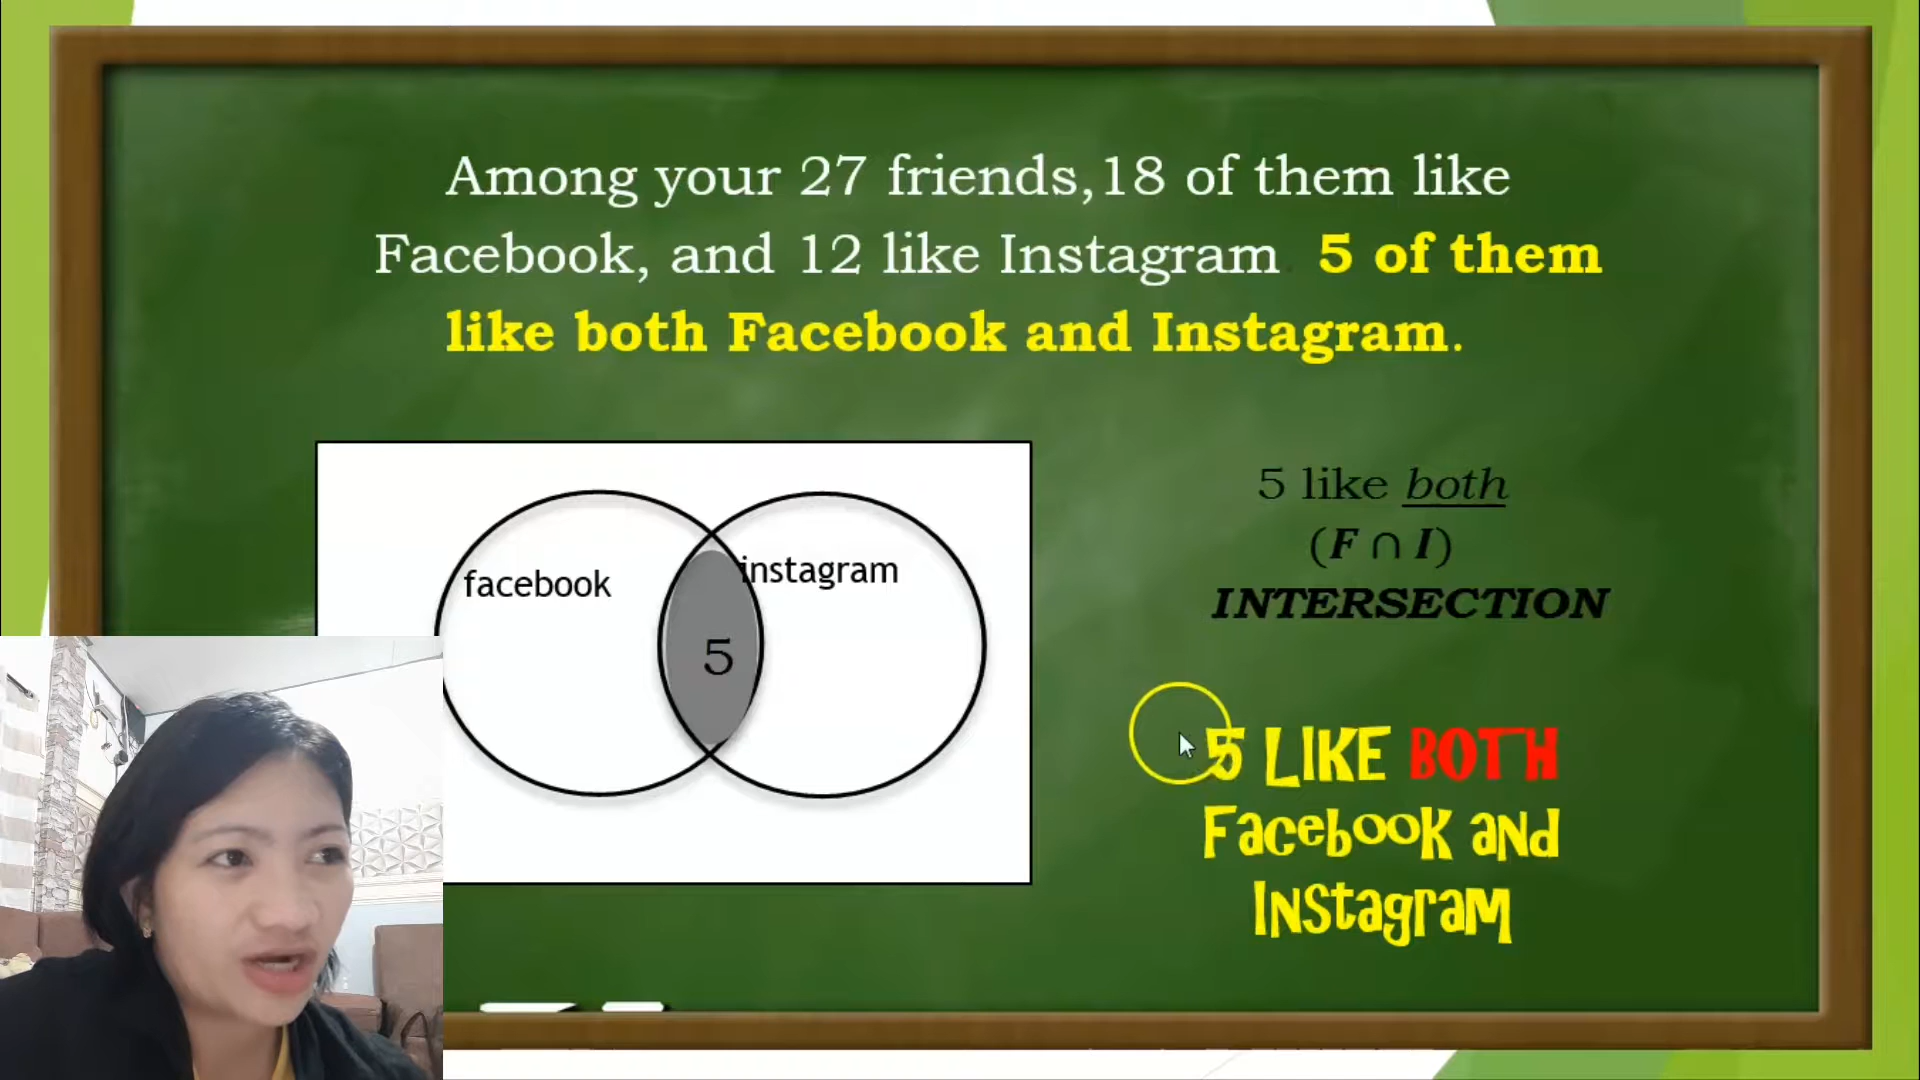 Among your 27 friends,18 of them like
Facebook, and 12 like Instagram. 5 of them
like both Facebook and Instagram.
facebook
instagram
5
5 like both
(F ∩ I)
INTERSECTION
5 LIKE BOTH
Facebook and
Instagram